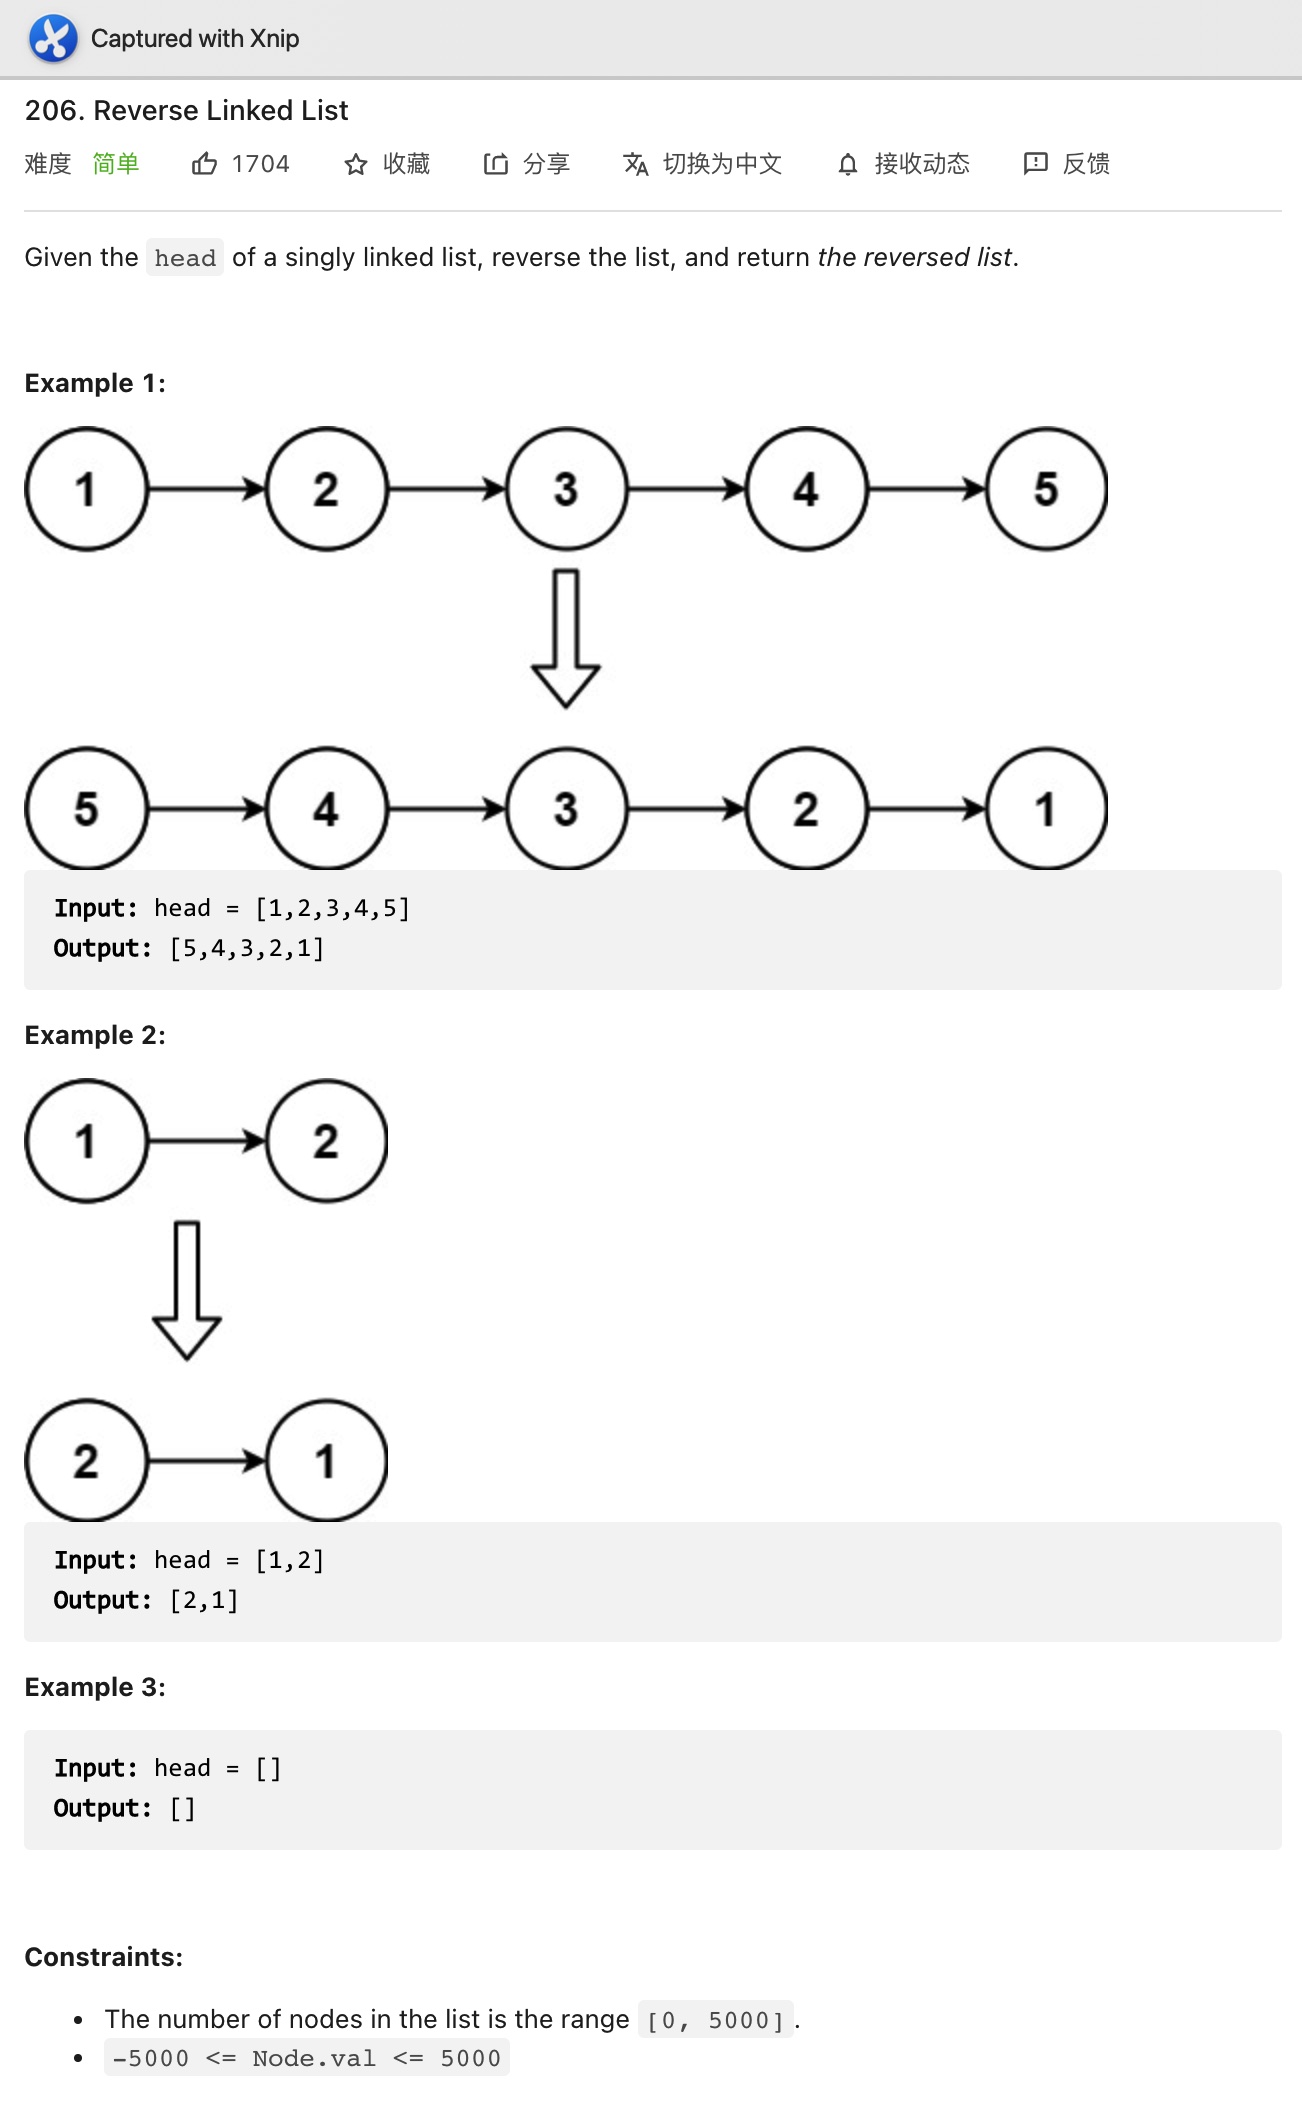 Captured with Xnip
206. Reverse Linked List
难度 简单 1704 收藏 分享 切换为中文 接收动态 反馈
Given the head of a singly linked list, reverse the list, and return the reversed list.
Example 1:
1 2 3 4 5
5 4 3 2 1
Input: head = [1,2,3,4,5]
Output: [5,4,3,2,1]
Example 2:
1 2
2 1
Input: head = [1,2]
Output: [2,1]
Example 3:
Input: head = []
Output: []
Constraints:
• The number of nodes in the list is the range [0, 5000].
• -5000 <= Node.val <= 5000